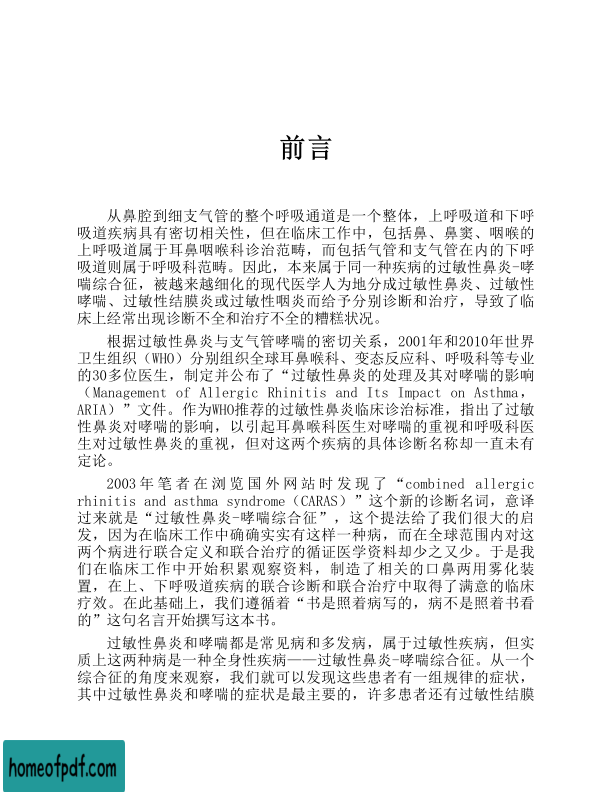 前言
从鼻腔到细支气管的整个呼吸通道是一个整体，上呼吸道和下呼
吸道疾病具有密切相关性，但在临床工作中，包括鼻、鼻窦、咽喉的
上呼吸道属于耳鼻咽喉科诊治范畴，而包括气管和支气管在内的下呼
吸道则属于呼吸科范畴。因此，本来属于同一种疾病的过敏性鼻炎-哮
喘综合征，被越来越细化的现代医学人为地分成过敏性鼻炎、过敏性
哮喘、过敏性结膜炎或过敏性咽炎而给予分别诊断和治疗，导致了临
床上经常出现诊断不全和治疗不全的糟糕状况。
根据过敏性鼻炎与支气管哮喘的密切关系，2001年和2010年世界
卫生组织（WHO）分别组织全球耳鼻喉科、变态反应科、呼吸科等专业
的30多位医生，制定并公布了“过敏性鼻炎的处理及其对哮喘的影响
（Management of Allergic Rhinitis and Its Impact on Asthma，
ARIA）”文件。作为WHO推荐的过敏性鼻炎临床诊治标准，指出了过敏
性鼻炎对哮喘的影响，以引起耳鼻喉科医生对哮喘的重视和呼吸科医
生对过敏性鼻炎的重视，但对这两个疾病的具体诊断名称却一直未有
定论。
2003年笔者在浏览国外网站时发现了“combined allergic
rhinitis and asthma syndrome（CARAS）”这个新的诊断名词，意译
过来就是“过敏性鼻炎-哮喘综合征”，这个提法给了我们很大的启
发，因为在临床工作中确确实实有这样一种病，而在全球范围内对这
两个病进行联合定义和联合治疗的循证医学资料却少之又少。于是我
们在临床工作中开始积累观察资料，制造了相关的口鼻两用雾化装
置，在上、下呼吸道疾病的联合诊断和联合治疗中取得了满意的临床
疗效。在此基础上，我们遵循着“书是照着病写的，病不是照着书看
的”这句名言开始撰写这本书。
过敏性鼻炎和哮喘都是常见病和多发病，属于过敏性疾病，但实
质上这两种病是一种全身性疾病——过敏性鼻炎-哮喘综合征。从一个
综合征的角度来观察，我们就可以发现这些患者有一组规律的症状，
其中过敏性鼻炎和哮喘的症状是最主要的，许多患者还有过敏性结膜
homeofpdf.com